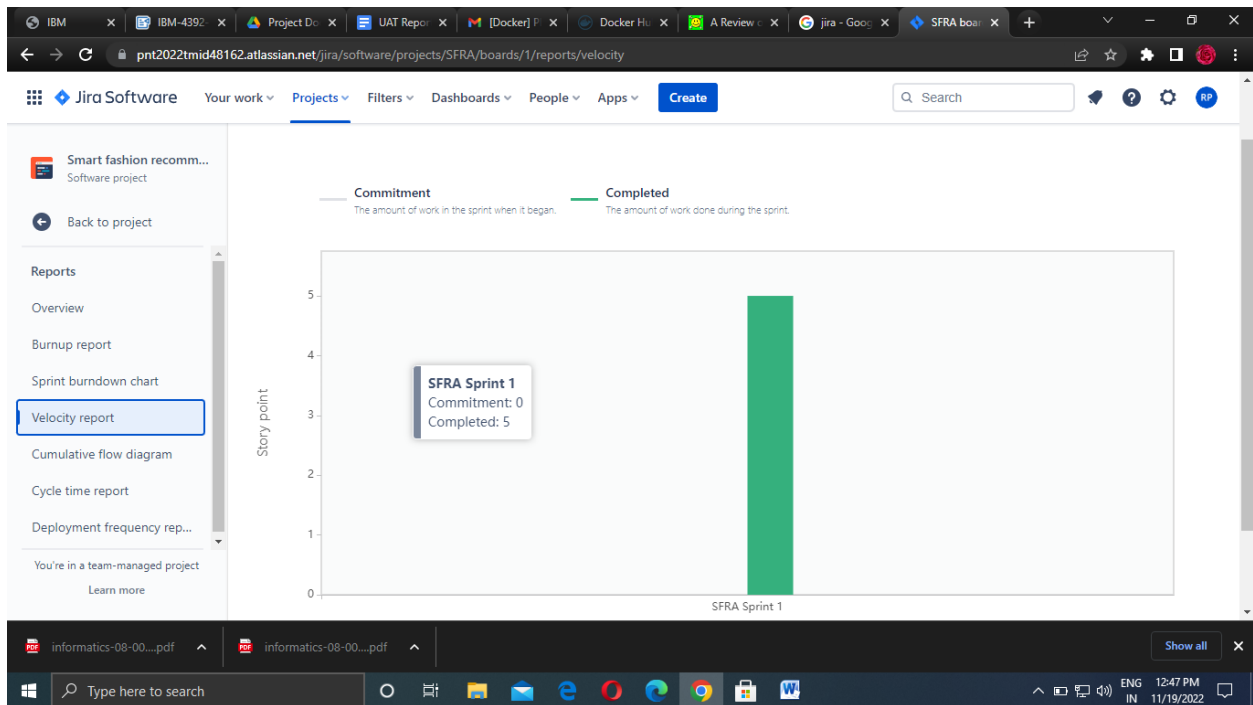 IBM
IBM-4392-
Project Do
UAT Repor
[Docker] Pl
Docker Hu
A Review o
jira - Goog
SFRA boar
pnt2022tmid48162.atlassian.net/jira/software/projects/SFRA/boards/1/reports/velocity
Jira Software Your work Projects Filters Dashboards People Apps Create Search RP
Smart fashion recomm...
Software project
Back to project
Reports
Overview
Burnup report
Sprint burndown chart
Velocity report
Cumulative flow diagram
Cycle time report
Deployment frequency rep...
You're in a team-managed project
Learn more
Commitment
The amount of work in the sprint when it began.
Completed
The amount of work done during the sprint.
Story point
5
4
3
2
1
0
SFRA Sprint 1
Commitment: 0
Completed: 5
SFRA Sprint 1
informatics-08-00....pdf
informatics-08-00....pdf
Show all
Type here to search
ENG
IN
12:47 PM
11/19/2022